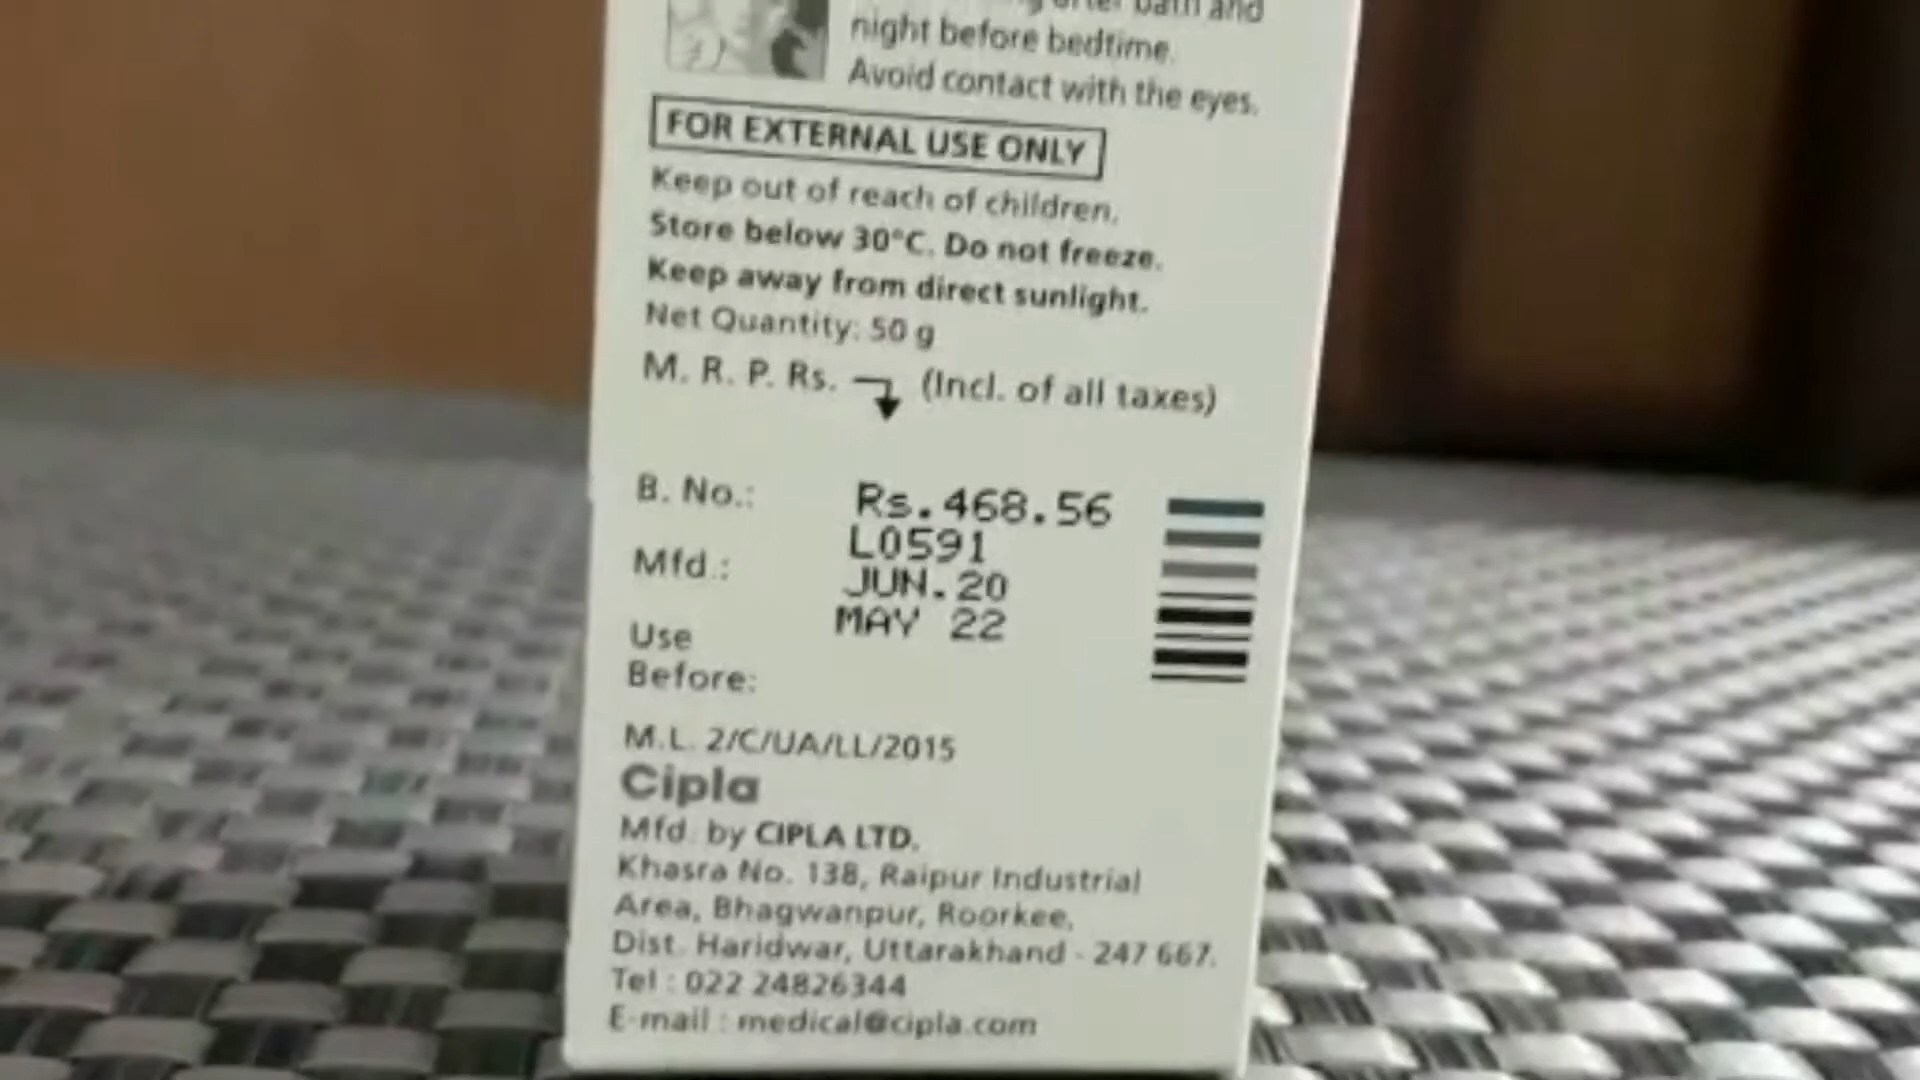 after bath and
night before bedtime.
Avoid contact with the eyes.
FOR EXTERNAL USE ONLY
Keep out of reach of children.
Store below 30°C. Do not freeze.
Keep away from direct sunlight.
Net Quantity: 50 g
M. R. P. Rs. (Incl. of all taxes)
Rs.468.56
B. No.: L0591
Mfd.: JUN.20
Use Before: MAY 22
M.L. 2/C/UA/LL/2015
Cipla
Mfd. by CIPLA LTD.
Khasra No. 138, Raipur Industrial
Area, Bhagwanpur, Roorkee,
Dist. Haridwar, Uttarakhand - 247 667.
Tel : 022 24826344
E-mail : medical@cipla.com